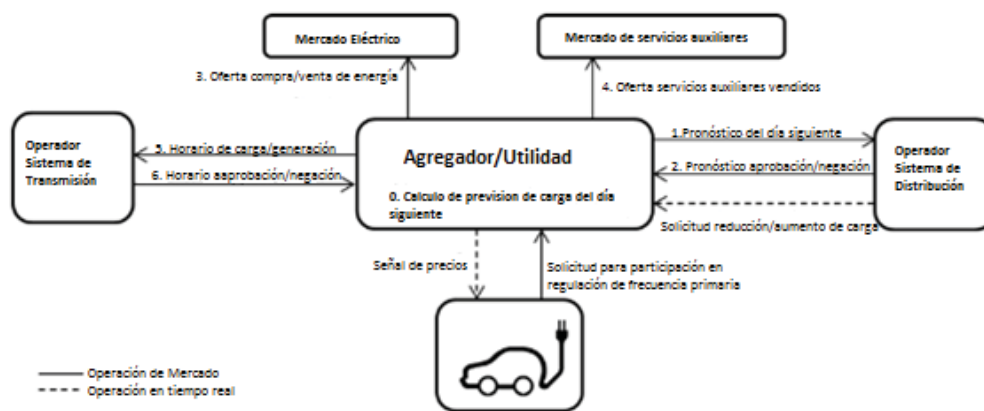 Mercado Eléctrico
Mercado de servicios auxiliares
3. Oferta compra/venta de energía
4. Oferta servicios auxiliares vendidos
Operador
Sistema de
Transmisión
5. Horario de carga/generación
6. Horario aaprobación/negación
Agregador/Utilidad
0. Calculo de prevision de carga del día
siguiente
1.Pronóstico del día siguiente
2. Pronóstico aprobación/negación
Solicitud reducción/aumento de carga
Operador
Sistema de
Distribución
Señal de precios
Solicitud para participación en
regulación de frecuencia primaria
Operación de Mercado
Operación en tiempo real